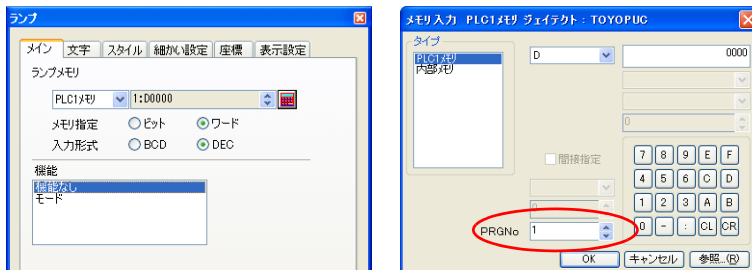 ランプ
メイン 文字 スタイル 細かい設定 座標 表示設定
ランプメモリ
PLC1メモリ 1:D0000
メモリ指定 ビット ワード
入力形式 BCD DEC
機能
機能なし
モード
メモリ入力 PLC1メモリ ジェイテクト:TOYOPUC
タイプ
PLC1メモリ
内部メモリ
D 0000
0
間接指定
7 8 9 E F
4 5 6 C D
1 2 3 A B
0 - : CL CR
0
PRGNo 1
OK キャンセル 参照...(R)